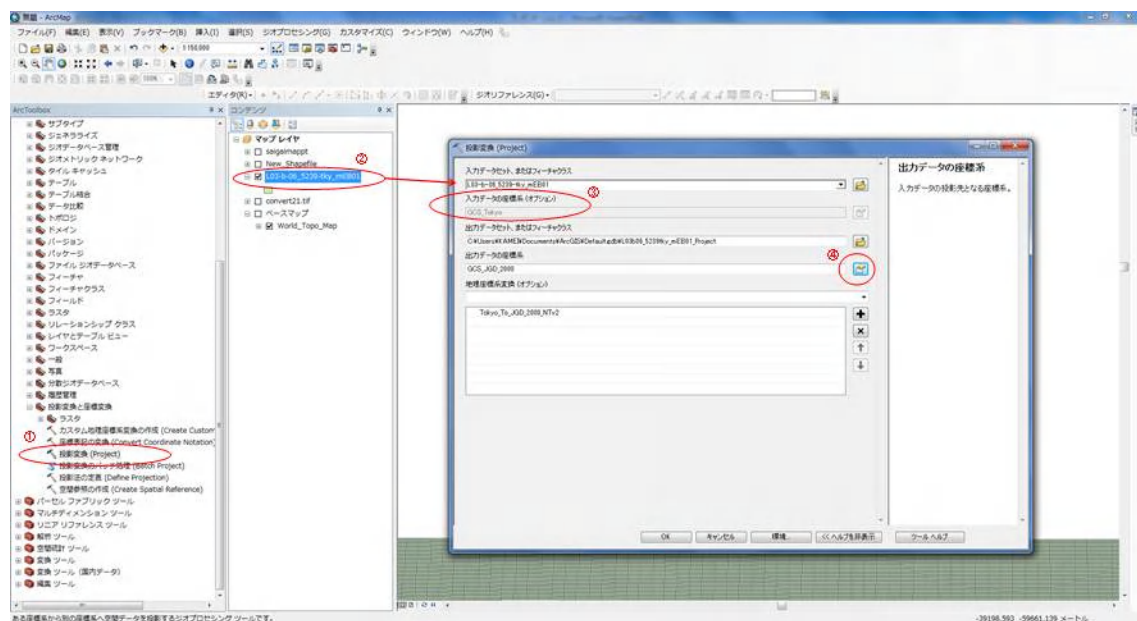 無題 - ArcMap
ファイル(F) 編集(E) 表示(V) ブックマーク(B) 挿入(I) 選択(S) ジオプロセシング(G) カスタマイズ(C) ウィンドウ(W) ヘルプ(H)
1:150,000
100%
エディタ(R)
ジオリファレンス(G)
ArcToolbox
サブタイプ
ジェネラライズ
ジオデータベース管理
ジオメトリック ネットワーク
タイル キャッシュ
テーブル
テーブル結合
データ比較
トポロジ
ドメイン
バージョン
パッケージ
ファイル ジオデータベース
フィーチャ
フィーチャクラス
フィールド
ラスタ
リレーションシップ クラス
レイヤとテーブル ビュー
ワークスペース
一般
写真
分散ジオデータベース
履歴管理
投影変換と座標変換
ラスタ
カスタム地理座標系変換の作成 (Create Custom
座標表記の変換 (Convert Coordinate Notation)
①
投影変換 (Project)
投影変換のバッチ処理 (Batch Project)
投影法の定義 (Define Projection)
空間参照の作成 (Create Spatial Reference)
パーセル ファブリック ツール
マルチディメンション ツール
リニア リファレンス ツール
解析 ツール
空間統計 ツール
変換 ツール
変換 ツール (国内データ)
編集 ツール
コンテンツ
マップ レイヤ
saigaimappt
②
New_Shapefile
L03-b-06_5239-tky_mEB01
convert21.tif
ベースマップ
World_Topo_Map
投影変換 (Project)
入力データセット、またはフィーチャクラス
L03-b-06_5239-tky_mEB01
③
入力データの座標系 (オプション)
GCS_Tokyo
出力データセット、またはフィーチャクラス
C:¥Users¥KAMEI¥Documents¥ArcGIS¥Default.gdb¥L03b06_5239tky_mEB01_Project
④
出力データの座標系
GCS_JGD_2000
地理座標系変換 (オプション)
Tokyo_To_JGD_2000_NTv2
OK
キャンセル
環境...
<< ヘルプを非表示
ツール ヘルプ
出力データの座標系
入力データの投影先となる座標系。
ある座標系から別の座標系へ空間データを投影するジオプロセシング ツールです。
-39198.593 -59661.139 メートル